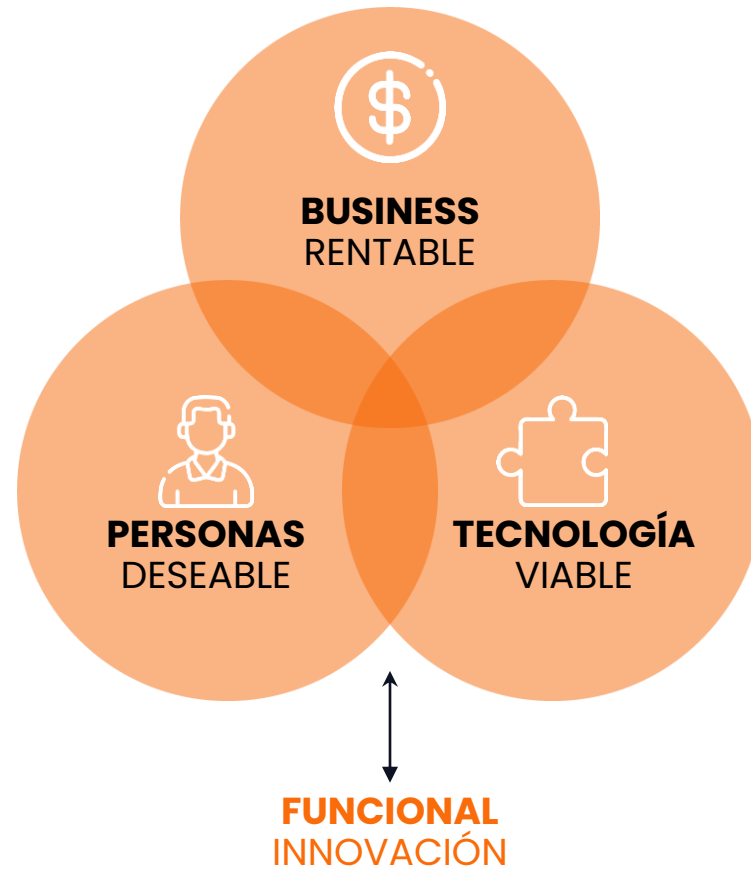 BUSINESS
RENTABLE
PERSONAS
DESEABLE
TECNOLOGÍA
VIABLE
FUNCIONAL
INNOVACIÓN